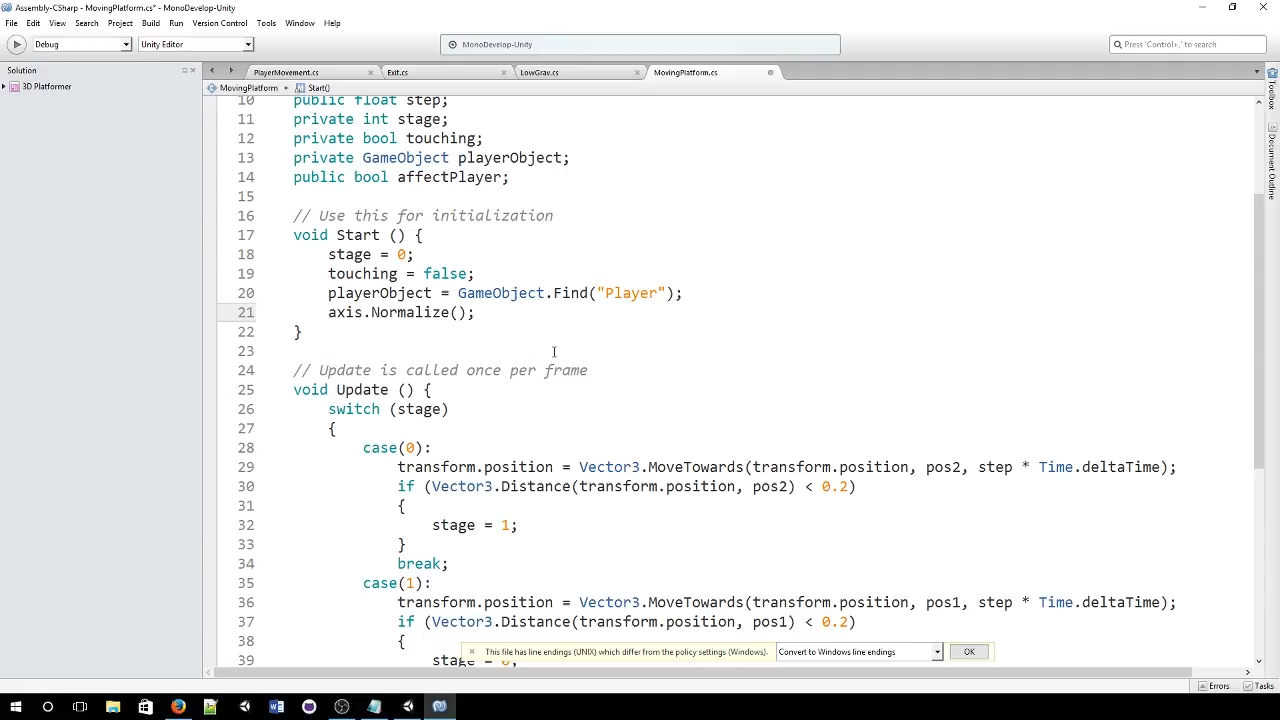 Assembly-CSharp - MovingPlatform.cs* - MonoDevelop-Unity
File Edit View Search Project Build Run Version Control Tools Window Help
Debug Unity Editor MonoDevelop-Unity Press 'Control+,' to search
Solution
3D Platformer
PlayerMovement.cs Exit.cs LowGrav.cs MovingPlatform.cs
MovingPlatform Start()
Toolbox
Document Outline
10 public float step;
11 private int stage;
12 private bool touching;
13 private GameObject playerObject;
14 public bool affectPlayer;
15
16 // Use this for initialization
17 void Start () {
18 stage = 0;
19 touching = false;
20 playerObject = GameObject.Find("Player");
21 axis.Normalize();
22 }
23
24 // Update is called once per frame
25 void Update () {
26 switch (stage)
27 {
28 case(0):
29 transform.position = Vector3.MoveTowards(transform.position, pos2, step * Time.deltaTime);
30 if (Vector3.Distance(transform.position, pos2) < 0.2)
31 {
32 stage = 1;
33 }
34 break;
35 case(1):
36 transform.position = Vector3.MoveTowards(transform.position, pos1, step * Time.deltaTime);
37 if (Vector3.Distance(transform.position, pos1) < 0.2)
38 {
39 stage = 0;
This file has line endings (UNIX) which differ from the policy settings (Windows). Convert to Windows line endings OK
Errors Tasks